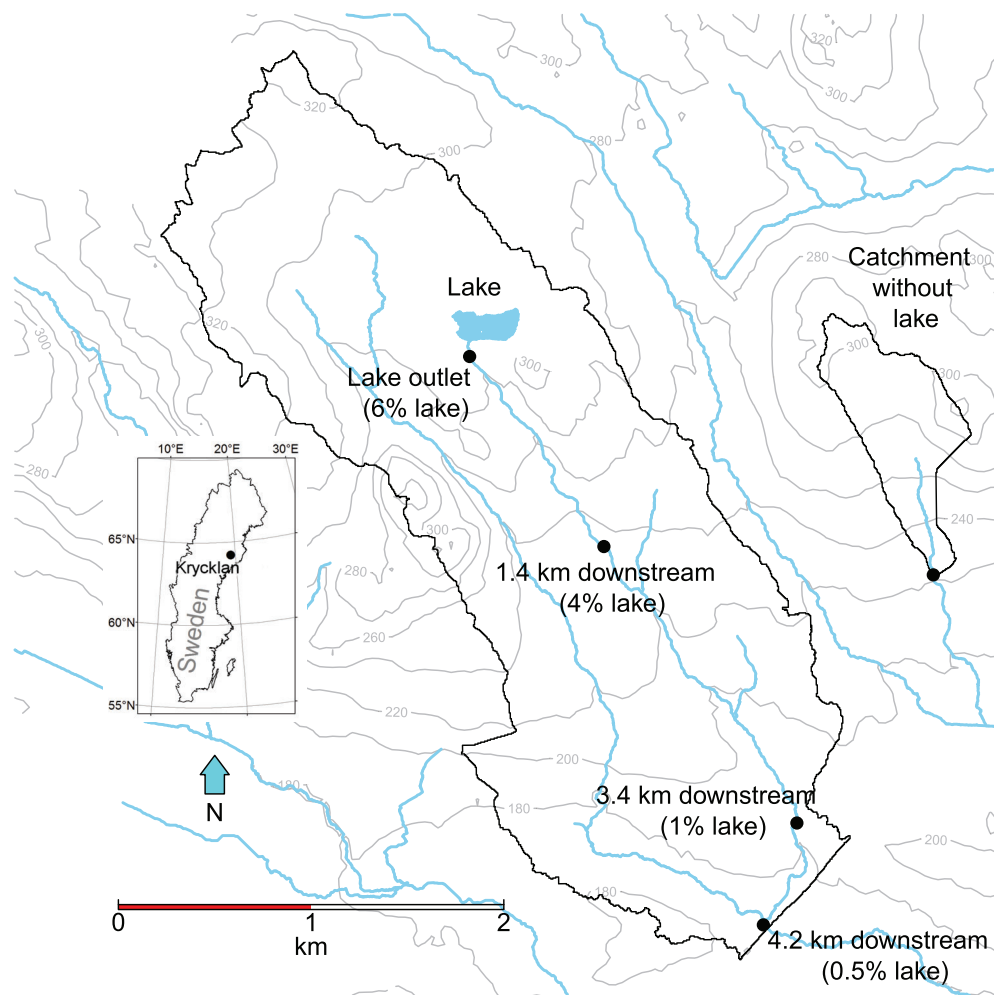 320
300
320
300
300
280
Catchment
without
lake
280
300
Lake
320
300
300
300
300
Lake outlet
(6% lake)
10°E
20°E
30°E
280
65°N
Krycklan
60°N
Sweden
55°N
300
240
280
1.4 km downstream
(4% lake)
260
220
200
180
N
180
3.4 km downstream
(1% lake)
200
180
0
1
2
km
4.2 km downstream
(0.5% lake)